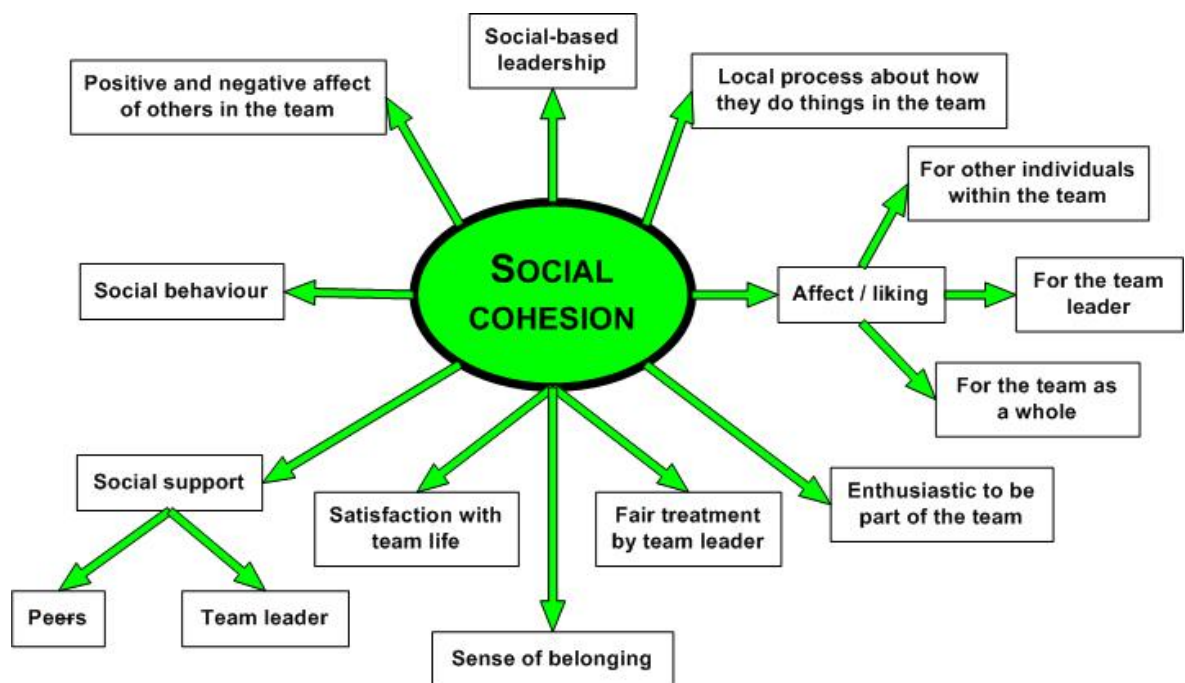 Social-based
leadership
Positive and negative affect
of others in the team
Local process about how
they do things in the team
For other individuals
within the team
SOCIAL
COHESION
Social behaviour
Affect / liking
For the team
leader
For the team as
a whole
Social support
Satisfaction with
team life
Fair treatment
by team leader
Enthusiastic to be
part of the team
Peers
Team leader
Sense of belonging